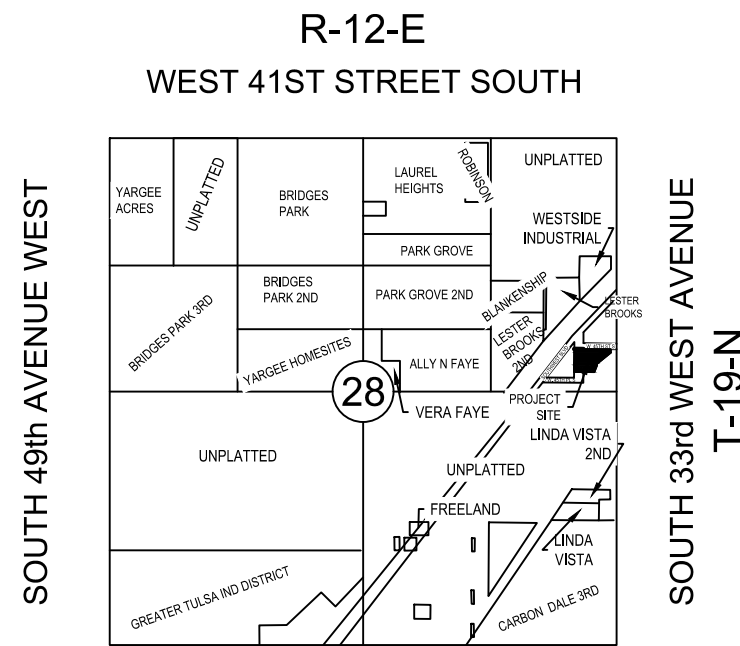 R-12-E
WEST 41ST STREET SOUTH
SOUTH 49th AVENUE WEST
YARGEE
ACRES
UNPLATTED
BRIDGES
PARK
LAUREL
HEIGHTS
ROBINSON
UNPLATTED
WESTSIDE
INDUSTRIAL
PARK GROVE
BRIDGES PARK 3RD
BRIDGES
PARK 2ND
PARK GROVE 2ND
BLANKENSHIP
LESTER
BROOKS
LESTER
BROOKS
2ND
YARGEE HOMESITES
ALLY N FAYE
28
VERA FAYE
PROJECT
SITE
LINDA VISTA
2ND
UNPLATTED
UNPLATTED
FREELAND
LINDA
VISTA
GREATER TULSA IND DISTRICT
CARBON DALE 3RD
SOUTH 33rd WEST AVENUE
T-19-N